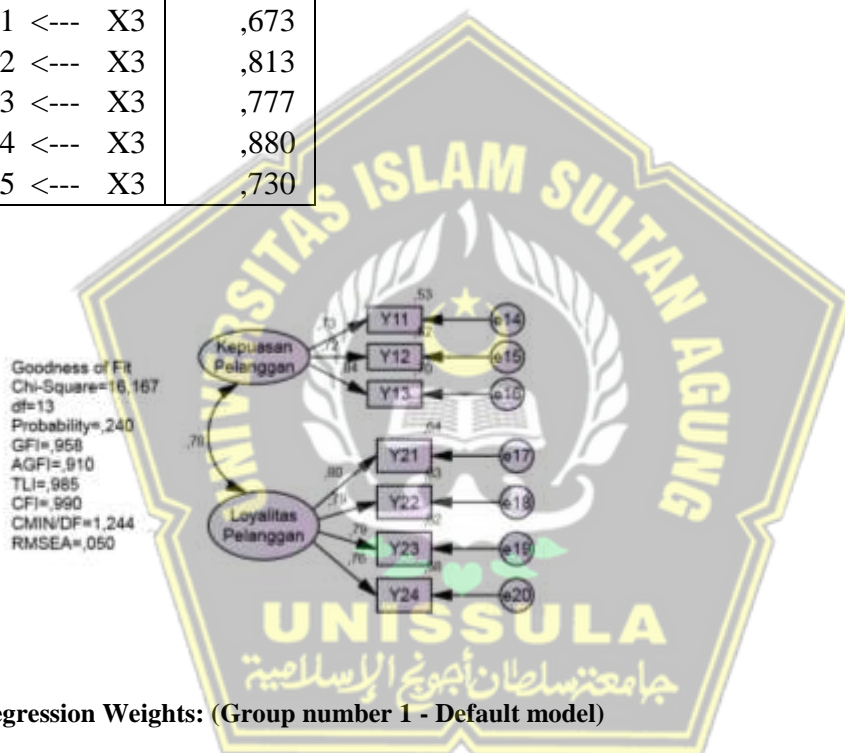 1 <--- X3 ,673
2 <--- X3 ,813
3 <--- X3 ,777
4 <--- X3 ,880
5 <--- X3 ,730
UNIVERSITAS ISLAM SULTAN AGUNG
Goodness of Fit
Chi-Square=16,167
df=13
Probability=,240
GFI=,958
AGFI=,910
TLI=,985
CFI=,990
CMIN/DF=1,244
RMSEA=,050
Kepuasan
Pelanggan
Loyalitas
Pelanggan
,73
,84
,78
,80
,79
,76
,53
Y11
e14
Y12
e15
Y13
,64
Y21
e17
Y22
e18
Y23
e19
Y24
e20
UNISSULA
جامعة سلطان أجونج الإسلامية
egression Weights: (Group number 1 - Default model)